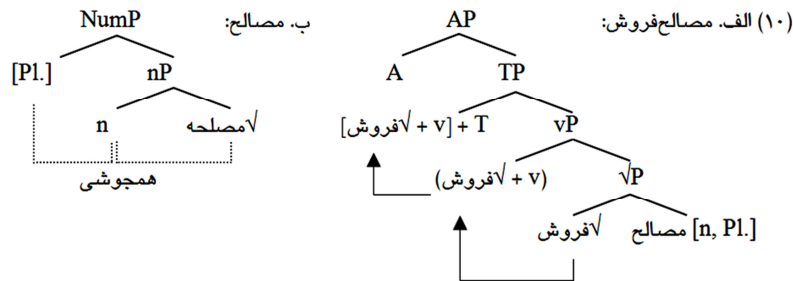 (۱۰) الف. مصالح‌فروش:
AP
A TP
[√فروش + v] + T vP
(√فروش + v) √P
√فروش مصالح [n, Pl.]
ب. مصالح:
NumP
[Pl.] nP
n √مصلحه
همجوشی